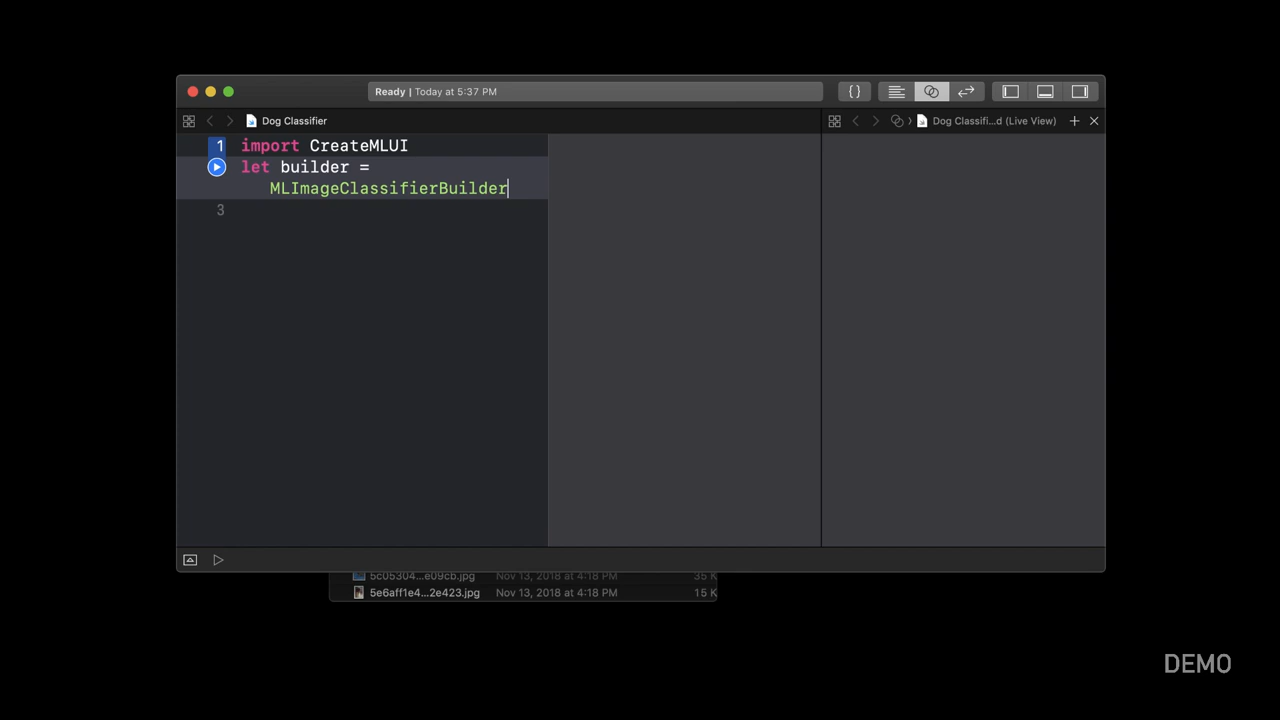 Ready | Today at 5:37 PM
{}
Dog Classifier
Dog Classifi...d (Live View)
1 import CreateMLUI
let builder =
MLImageClassifierBuilder
3
5c05304...e09cb.jpg Nov 13, 2018 at 4:18 PM 35 K
5e6aff1e4...2e423.jpg Nov 13, 2018 at 4:18 PM 15 K
DEMO